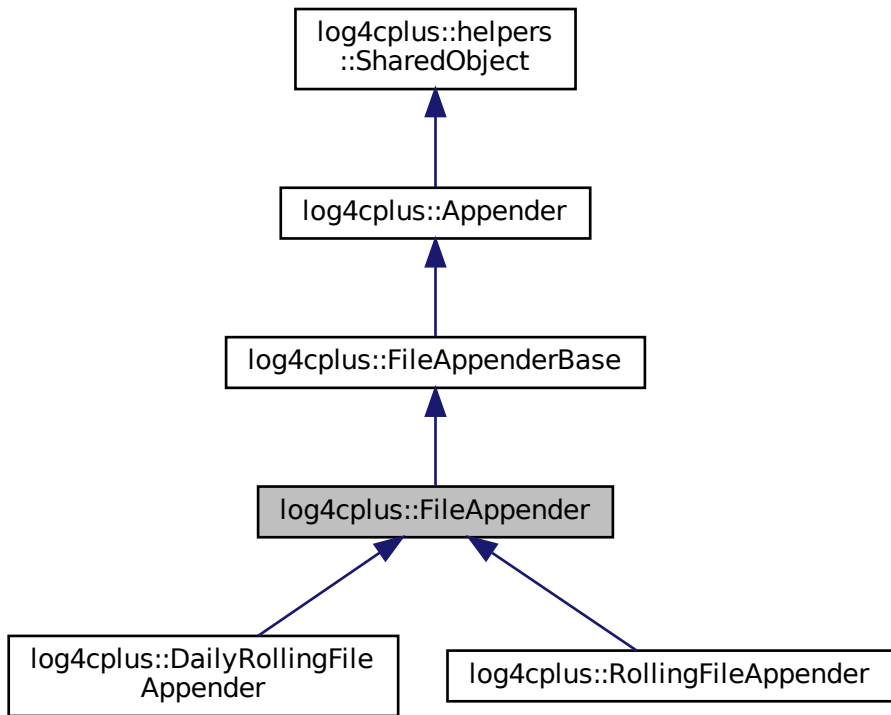 log4cplus::helpers
::SharedObject
log4cplus::Appender
log4cplus::FileAppenderBase
log4cplus::FileAppender
log4cplus::DailyRollingFile
Appender
log4cplus::RollingFileAppender